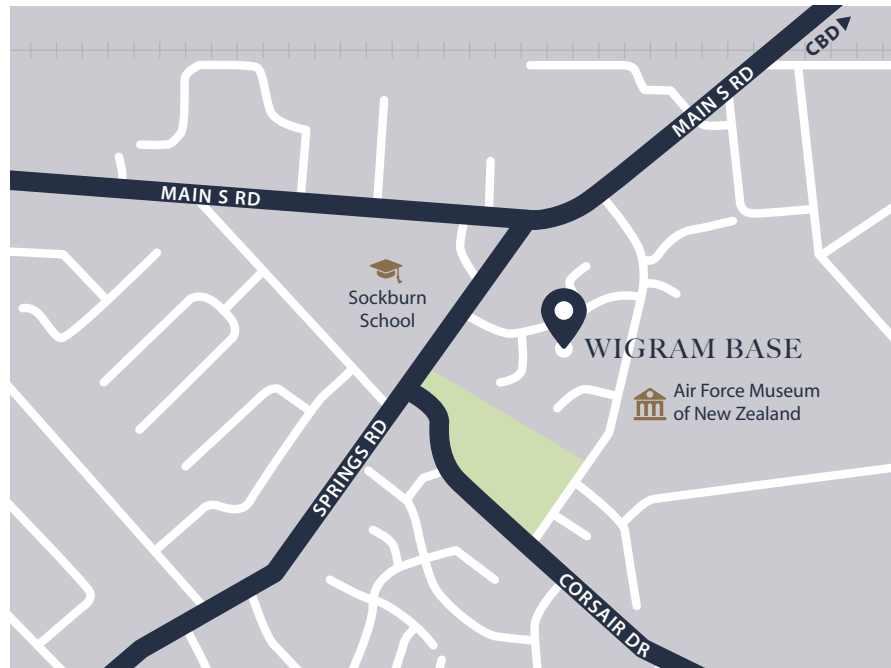 CBD
MAIN S RD
MAIN S RD
Sockburn
School
WIGRAM BASE
Air Force Museum
of New Zealand
SPRINGS RD
CORSAIR DR